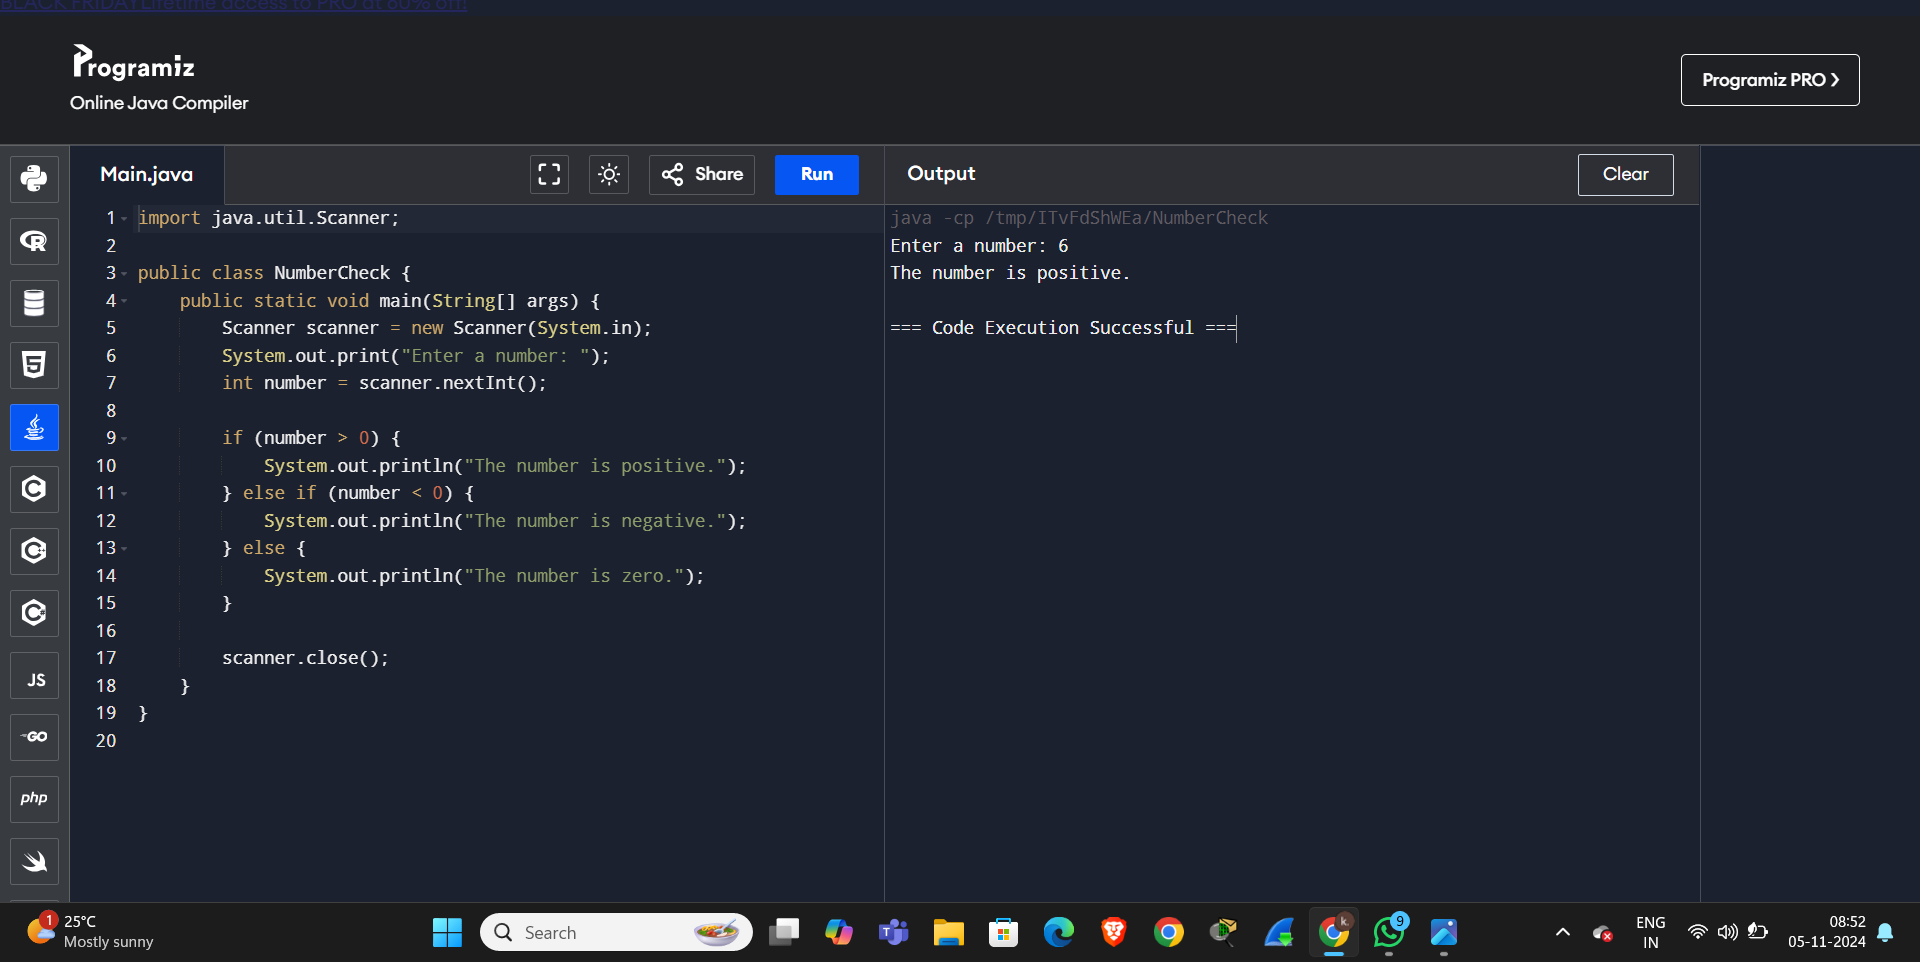 BLACK FRIDAY Lifetime access to PRO at 60% off!
Programiz
Online Java Compiler
Programiz PRO ❯
Main.java
Share
Run
Output
Clear
1 import java.util.Scanner;
2
3 public class NumberCheck {
4     public static void main(String[] args) {
5         Scanner scanner = new Scanner(System.in);
6         System.out.print("Enter a number: ");
7         int number = scanner.nextInt();
8
9         if (number > 0) {
10             System.out.println("The number is positive.");
11         } else if (number < 0) {
12             System.out.println("The number is negative.");
13         } else {
14             System.out.println("The number is zero.");
15         }
16
17         scanner.close();
18     }
19 }
20
java -cp /tmp/ITvFdShWEa/NumberCheck
Enter a number: 6
The number is positive.
=== Code Execution Successful ===
R
5
C
C+
C#
JS
GO
php
1
25°C
Mostly sunny
Search
T
k.
9
ENG
IN
08:52
05-11-2024